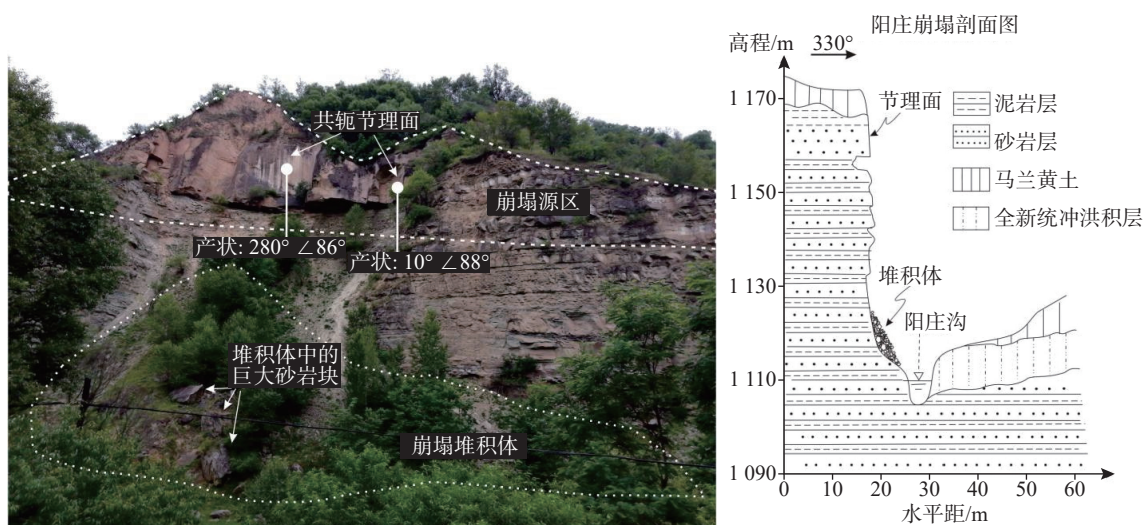 共轭节理面
崩塌源区
产状: 280° ∠86°
产状: 10° ∠88°
堆积体中的
巨大砂岩块
崩塌堆积体
阳庄崩塌剖面图
高程/m
330°
1 170
1 150
1 130
1 110
1 090
节理面
泥岩层
砂岩层
马兰黄土
全新统冲洪积层
堆积体
阳庄沟
0
10
20
30
40
50
60
水平距/m